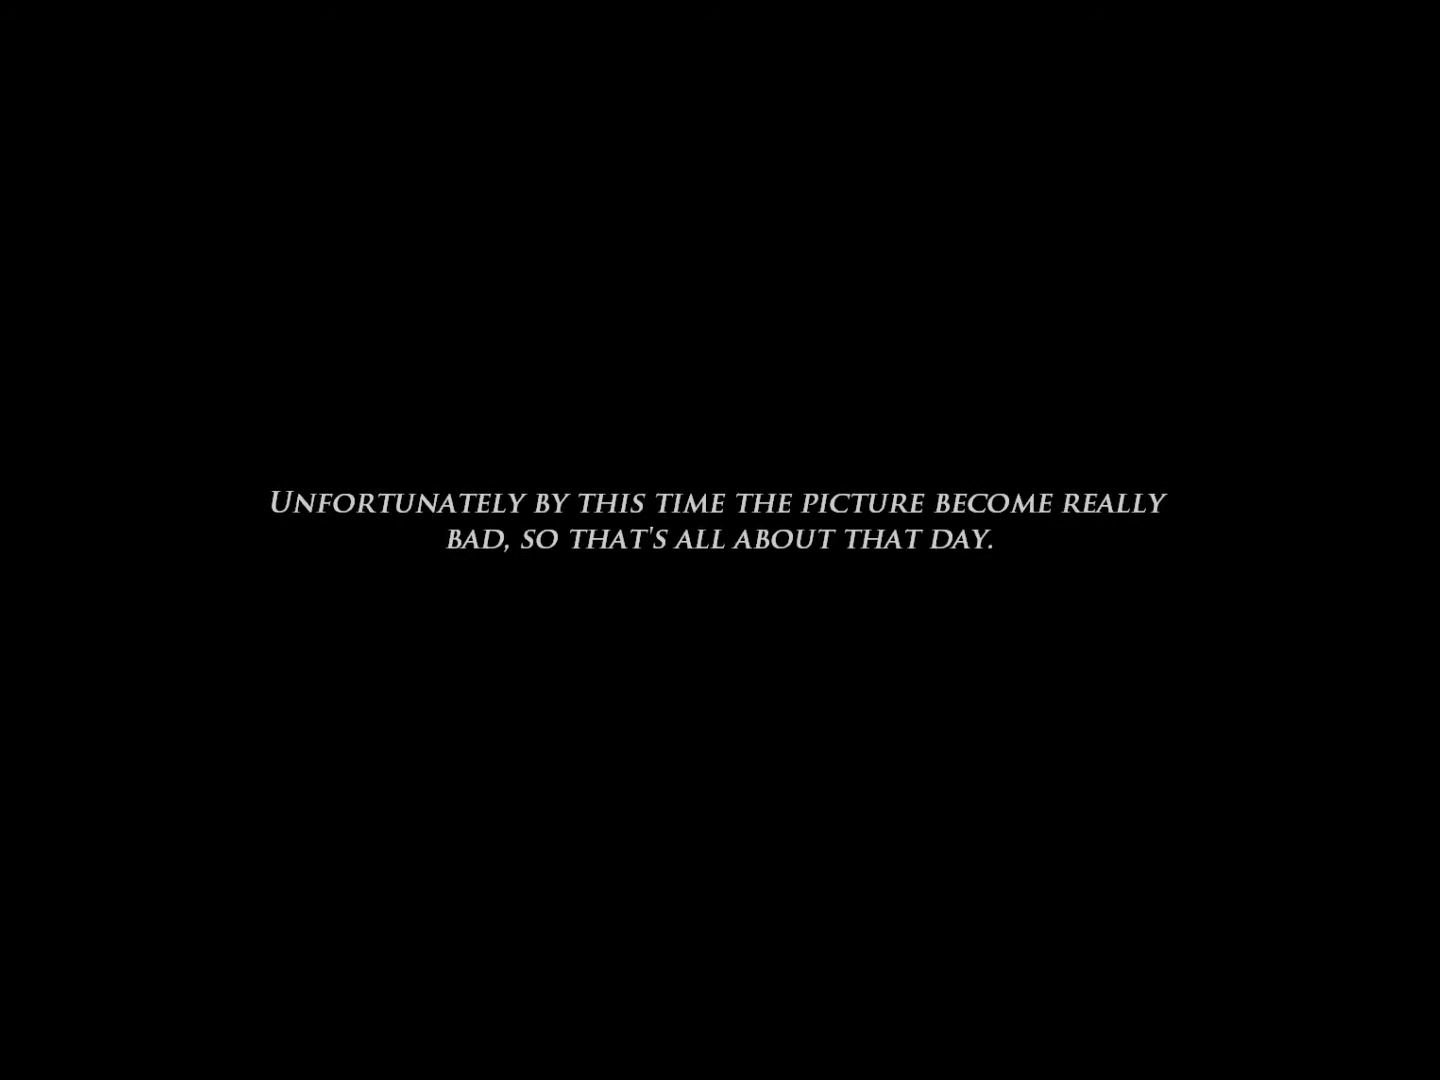 Unfortunately by this time the picture become really
bad, so that's all about that day.